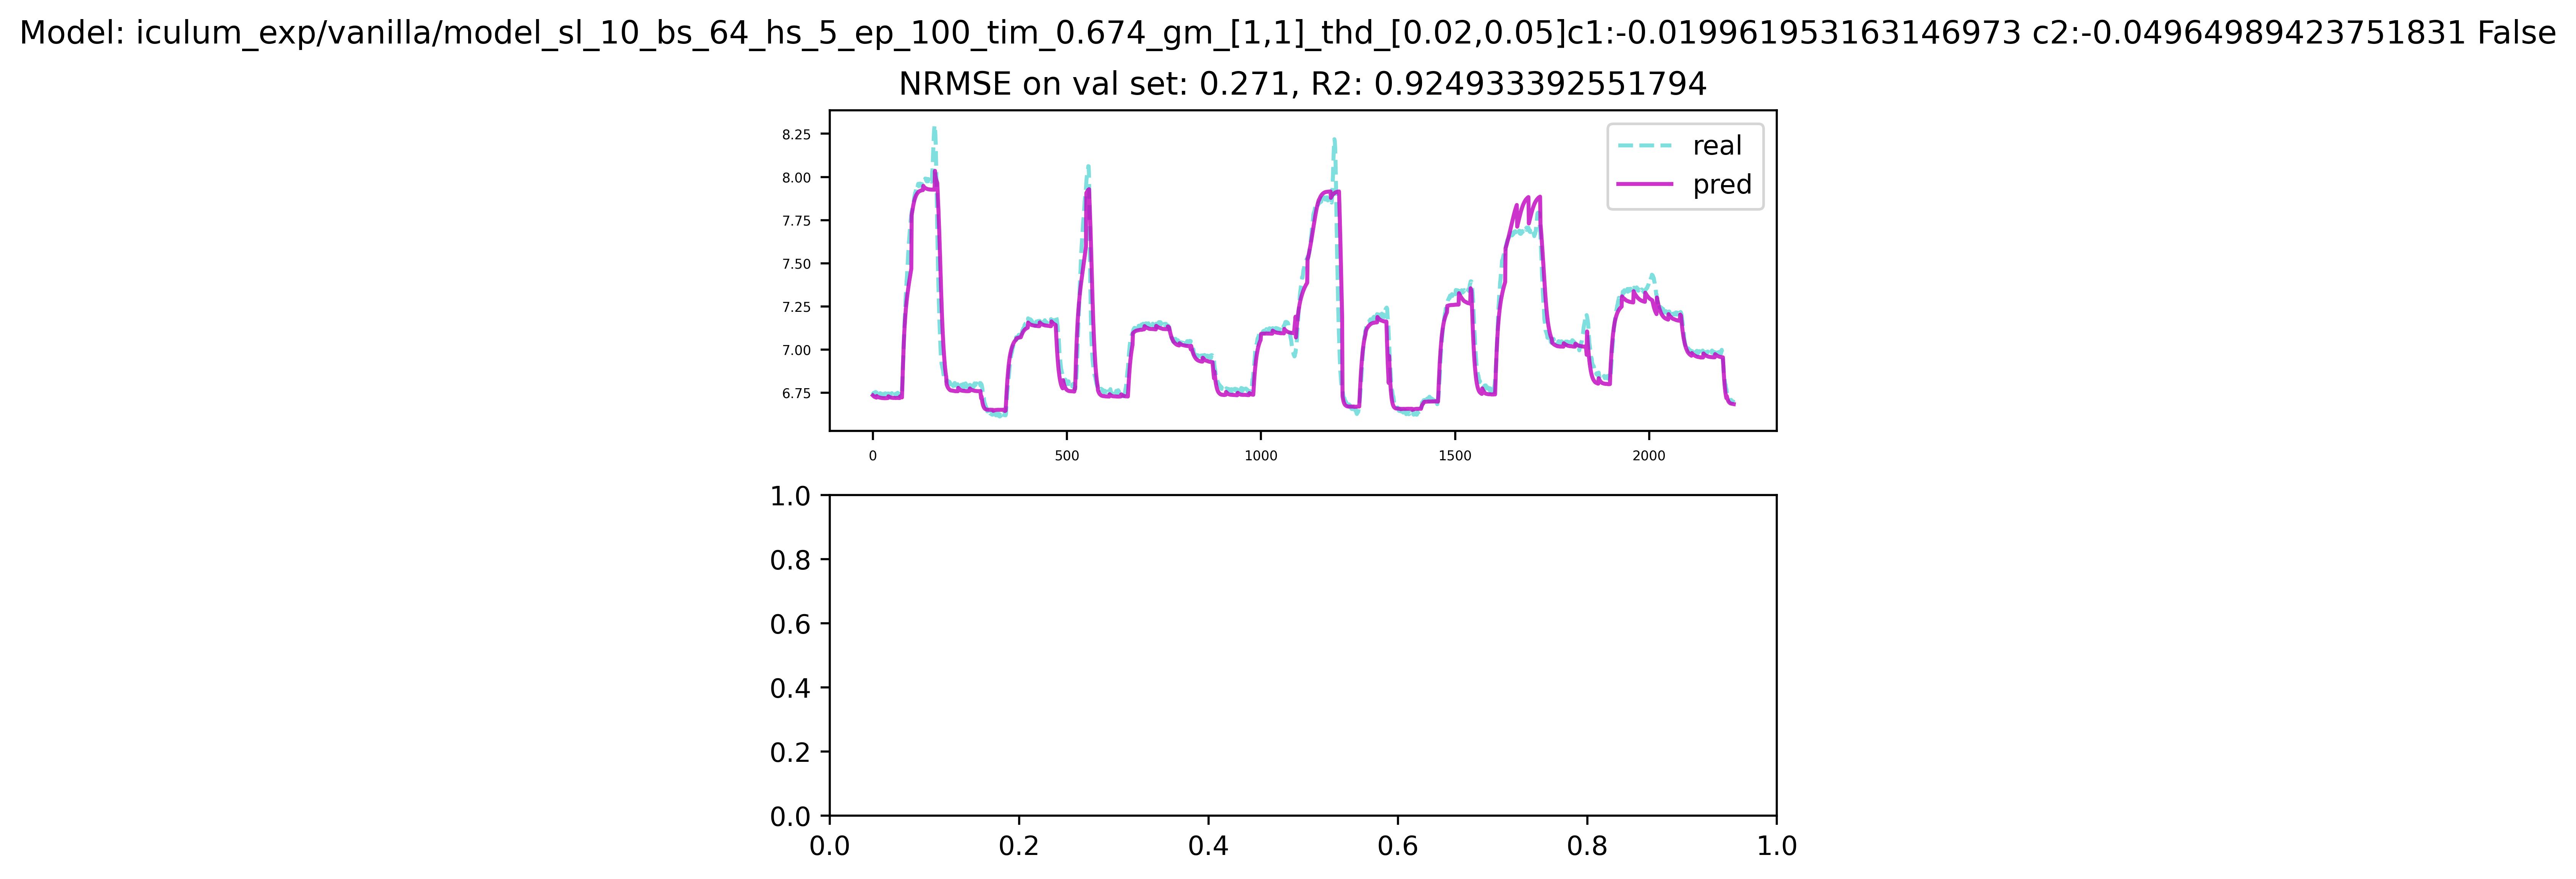 Model: iculum_exp/vanilla/model_sl_10_bs_64_hs_5_ep_100_tim_0.674_gm_[1,1]_thd_[0.02,0.05]c1:-0.019961953163146973 c2:-0.04964989423751831 False
NRMSE on val set: 0.271, R2: 0.9249333392551794
8.25
8.00
7.75
7.50
7.25
7.00
6.75
real
pred
0 500 1000 1500 2000
1.0
0.8
0.6
0.4
0.2
0.0
0.0 0.2 0.4 0.6 0.8 1.0